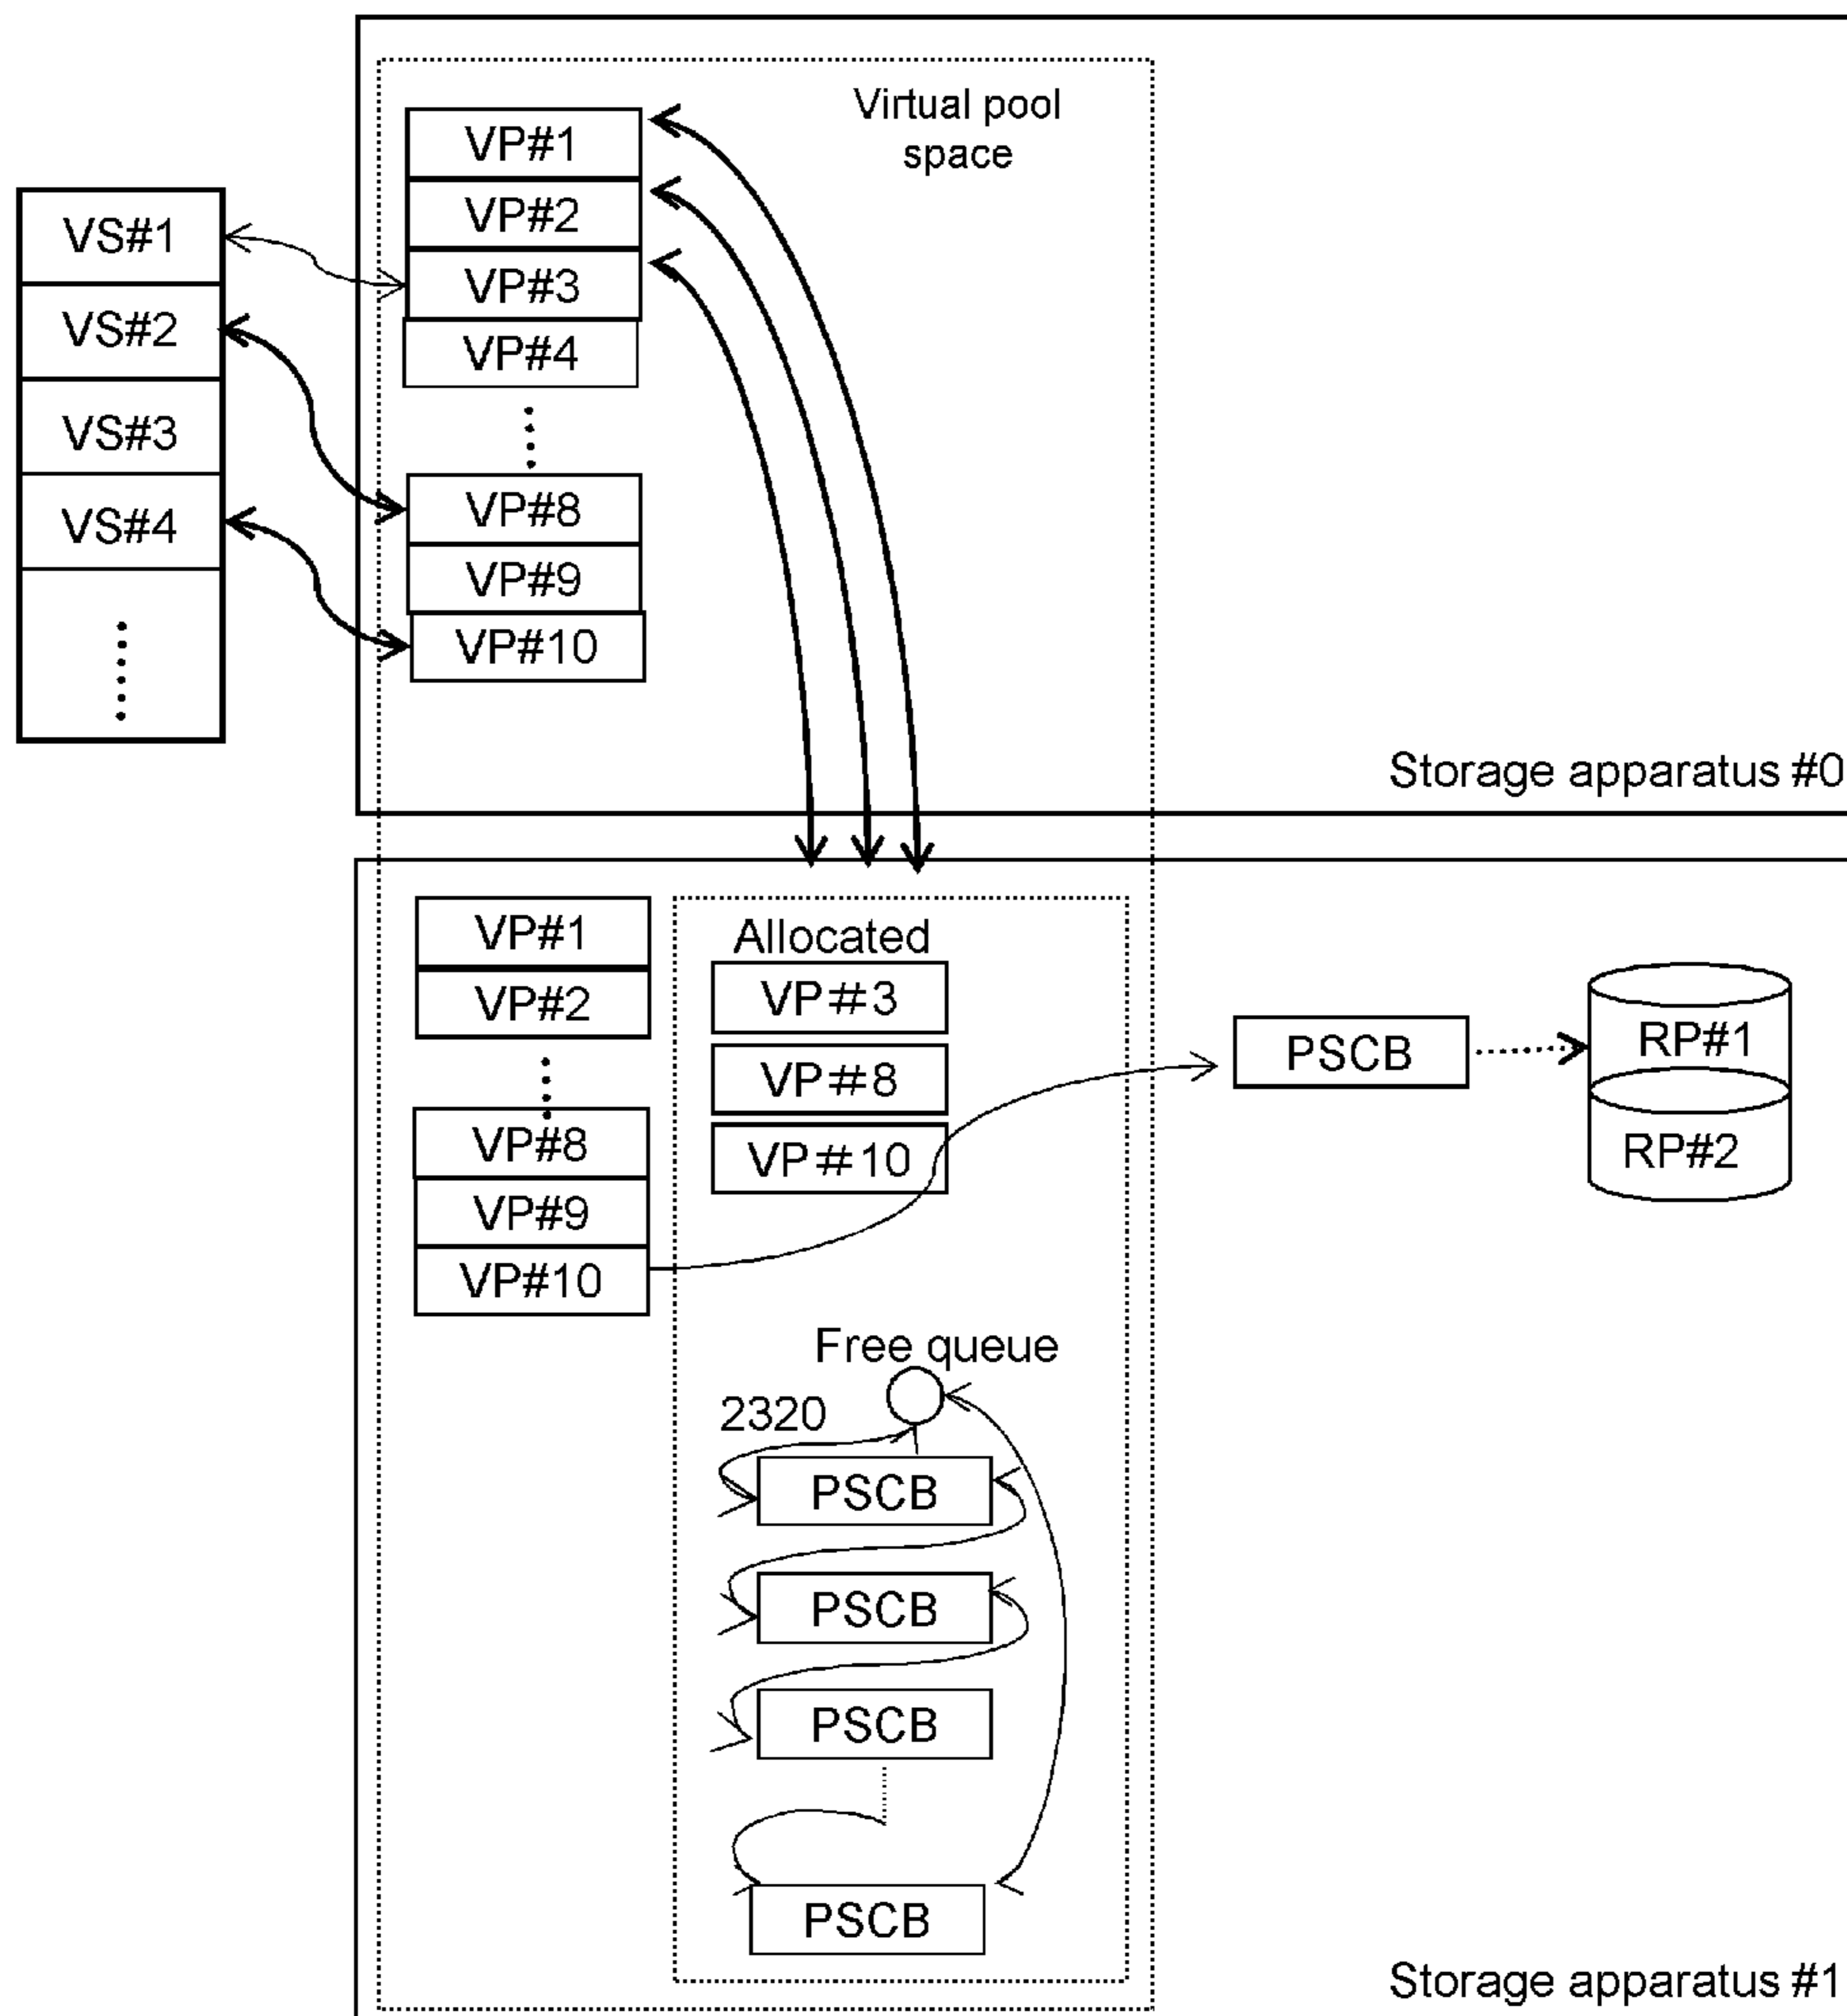 Virtual pool
space
VP#1
VP#2
VP#3
VP#4
VP#8
VP#9
VP#10
VS#1
VS#2
VS#3
VS#4
Storage apparatus #0
VP#1
VP#2
VP#8
VP#9
VP#10
Allocated
VP#3
VP#8
VP#10
PSCB
RP#1
RP#2
Free queue
2320
PSCB
PSCB
PSCB
PSCB
Storage apparatus #1